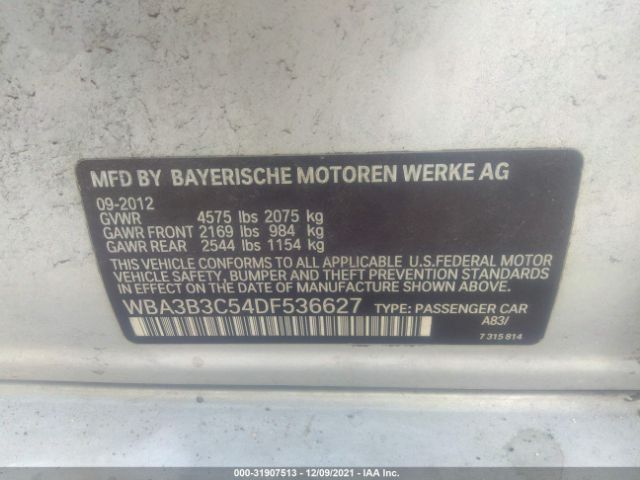 MFD BY BAYERISCHE MOTOREN WERKE AG
09-2012
GVWR 4575 lbs 2075 kg
GAWR FRONT 2169 lbs 984 kg
GAWR REAR 2544 lbs 1154 kg
THIS VEHICLE CONFORMS TO ALL APPLICABLE U.S.FEDERAL MOTOR
VEHICLE SAFETY, BUMPER AND THEFT PREVENTION STANDARDS
IN EFFECT ON THE DATE OF MANUFACTURE SHOWN ABOVE.
WBA3B3C54DF536627 TYPE: PASSENGER CAR
A83/
7 315 814
000-31907513 - 12/09/2021 - IAA Inc.